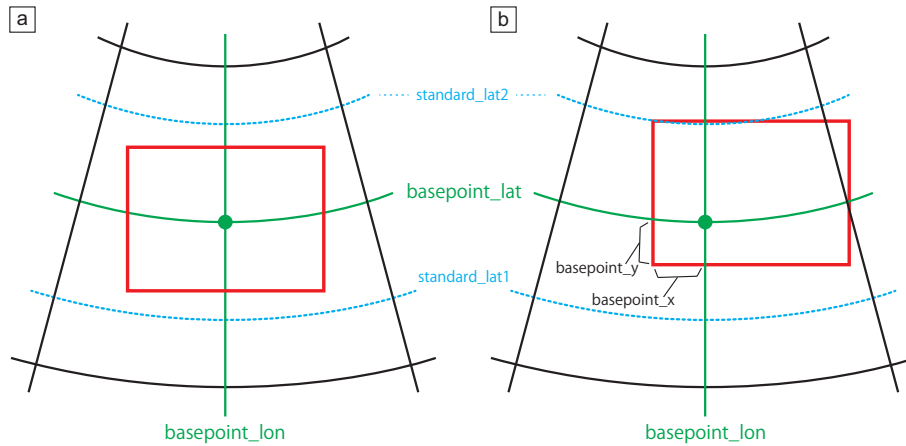 a
b
standard_lat2
basepoint_lat
basepoint_y
standard_lat1
basepoint_x
basepoint_lon
basepoint_lon